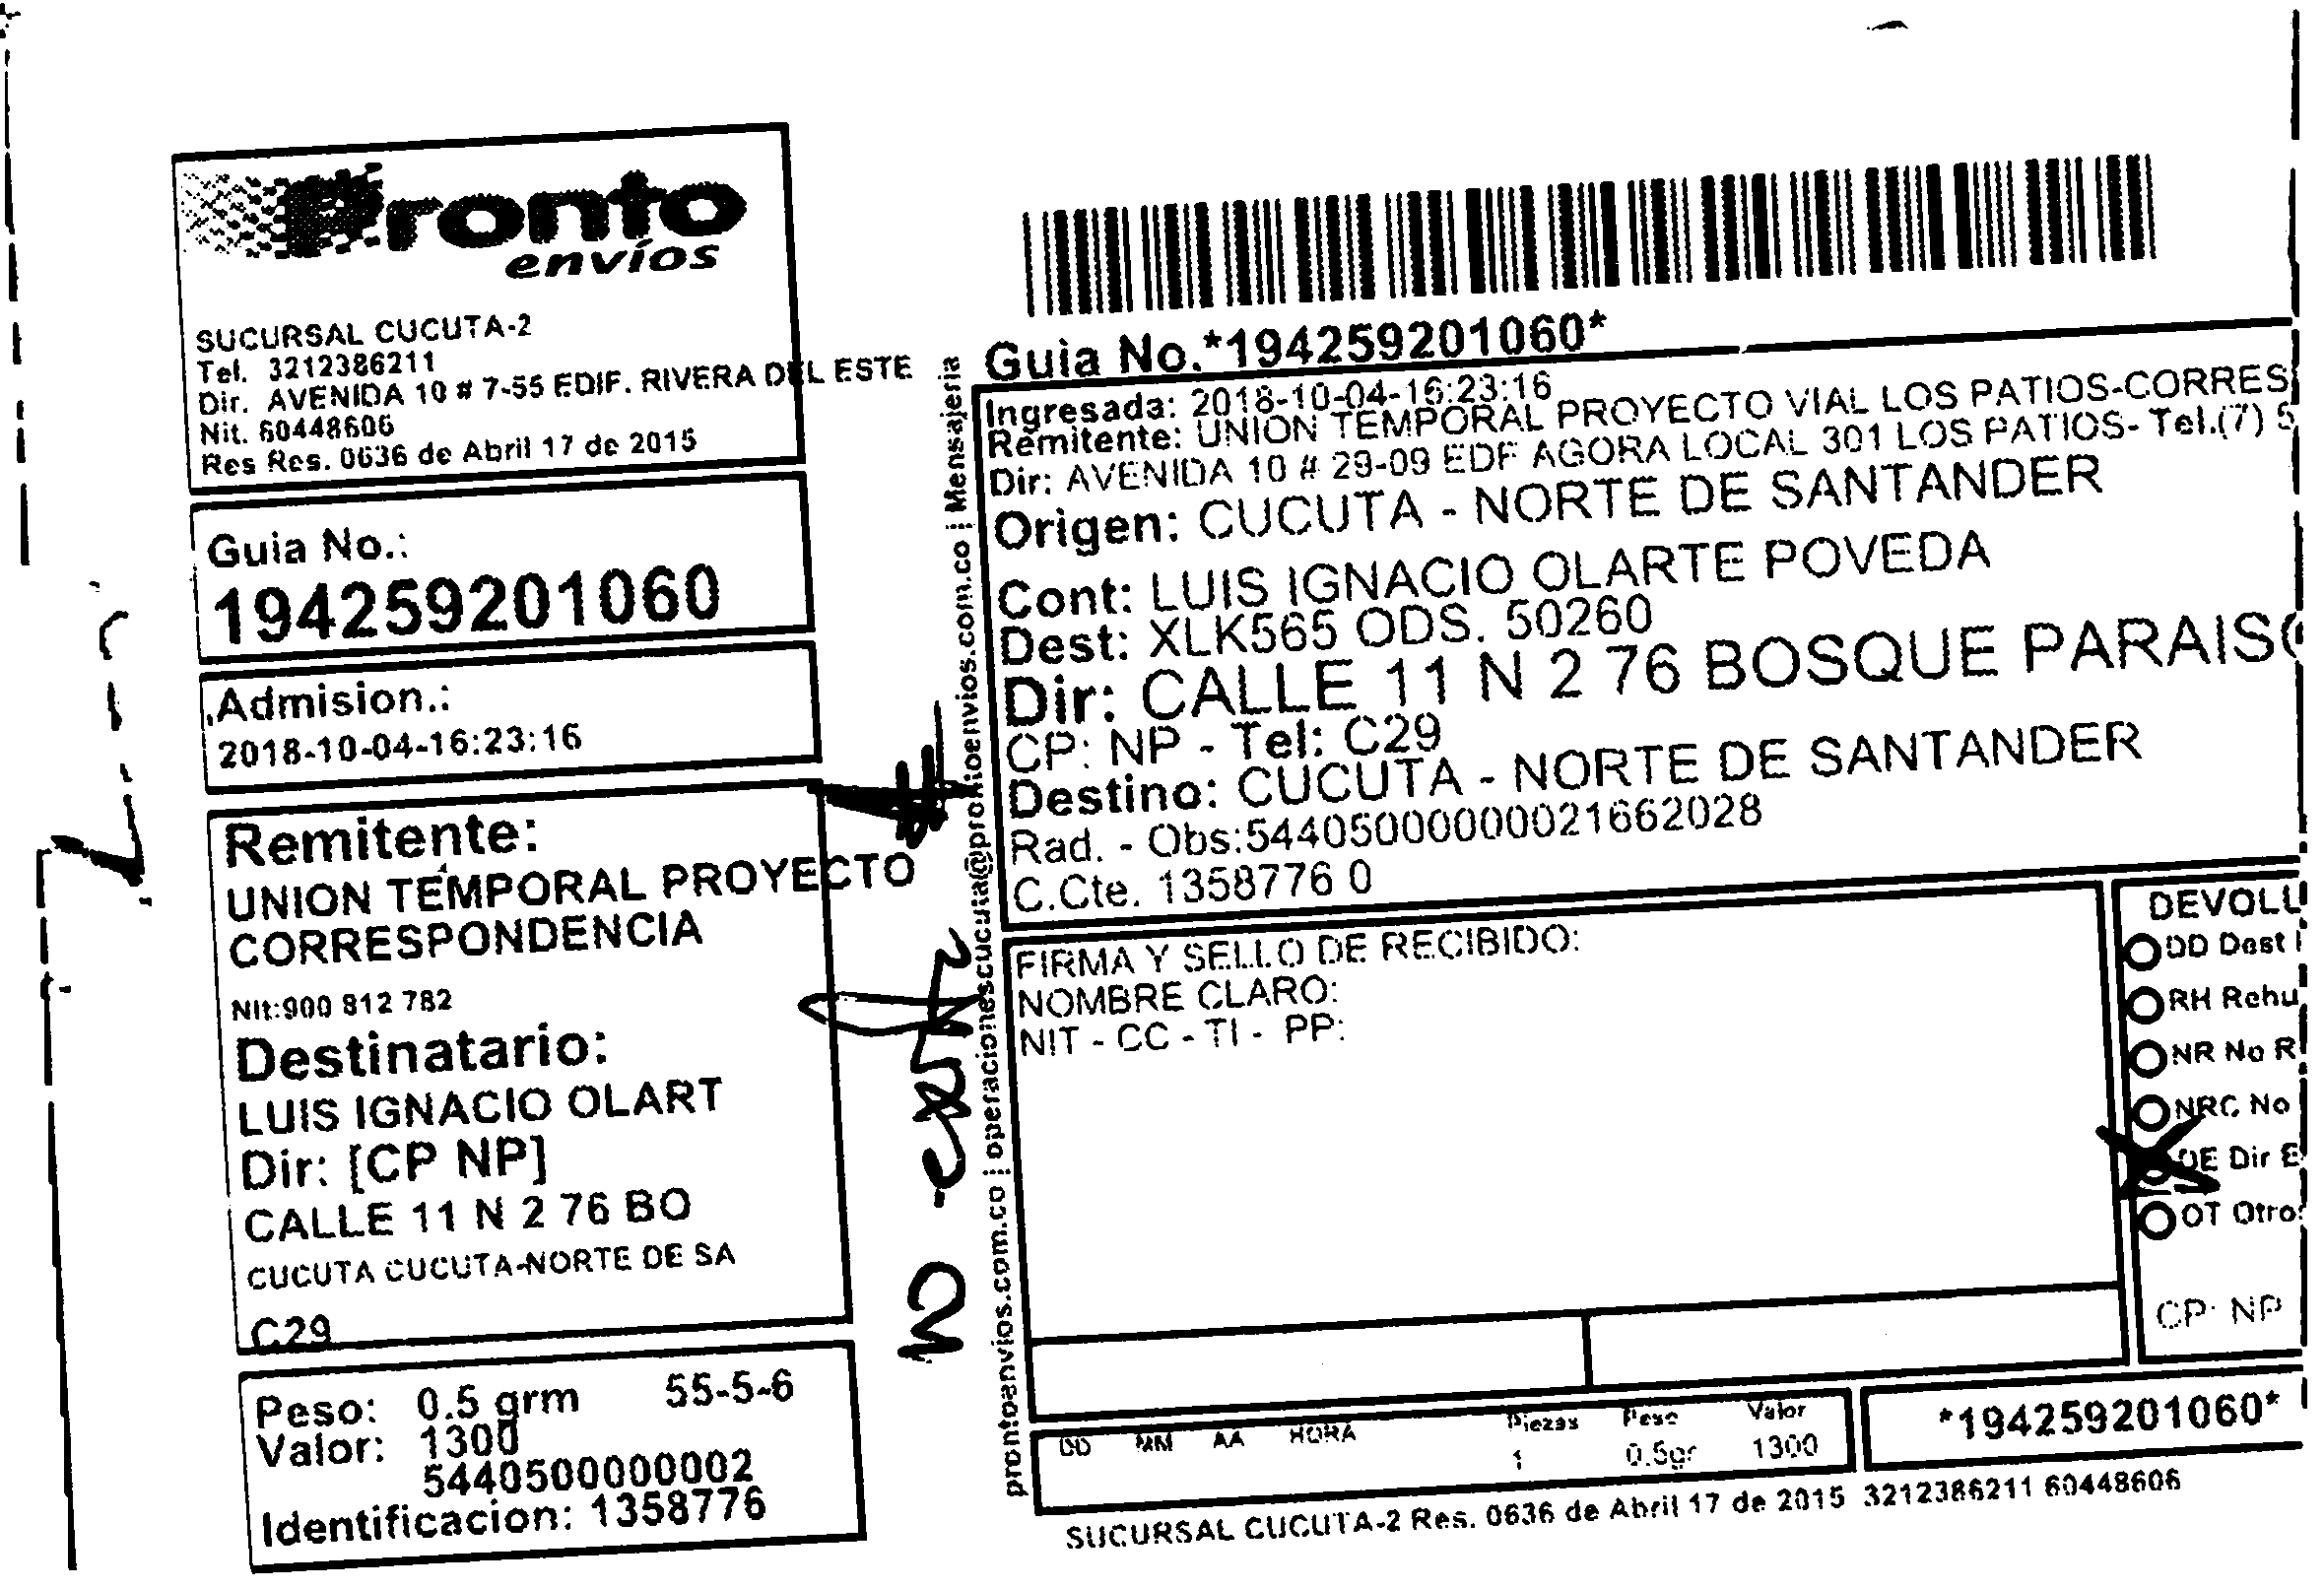 Pronto
envíos
SUCURSAL CUCUTA-2
Tel. 3212386211
Dir. AVENIDA 10 # 7-55 EDIF. RIVERA DEL ESTE
Nit. 60448606
Res Res. 0636 de Abril 17 de 2015
Guia No.:
194259201060
Admision.:
2018-10-04-16:23:16
Remitente:
UNION TEMPORAL PROYECTO
CORRESPONDENCIA
Nit:900 812 782
Destinatario:
LUIS IGNACIO OLART
Dir: [CP NP]
CALLE 11 N 2 76 BO
CUCUTA CUCUTA-NORTE DE SA
C29
Peso: 0.5 grm 55-5-6
Valor: 1300
5440500000002
Identificacion: 1358776
prontoenvios.com.co | operacionescucuta@prontoenvios.com.co | Mensajeria
Guia No.*194259201060*
Ingresada: 2018-10-04-16:23:16
Remitente: UNION TEMPORAL PROYECTO VIAL LOS PATIOS-CORRES
Dir: AVENIDA 10 # 29-09 EDF AGORA LOCAL 301 LOS PATIOS- Tel.(7) 5
Origen: CUCUTA - NORTE DE SANTANDER
Cont: LUIS IGNACIO OLARTE POVEDA
Dest: XLK565 ODS. 50260
Dir: CALLE 11 N 2 76 BOSQUE PARAISO
CP: NP - Tel: C29
Destino: CUCUTA - NORTE DE SANTANDER
Rad. - Obs:544050000000021662028
C.Cte. 1358776 0
FIRMA Y SELLO DE RECIBIDO:
NOMBRE CLARO:
NIT - CC - TI - PP:
DEVOLU
DD Dest
RH Rehu
NR No R
NRC No
DE Dir E
OT Otros
CP: NP
DD MM AA HORA Piezas Peso Valor
1 0.5gr 1300
*194259201060*
SUCURSAL CUCUTA-2 Res. 0636 de Abril 17 de 2015 3212386211 60448606